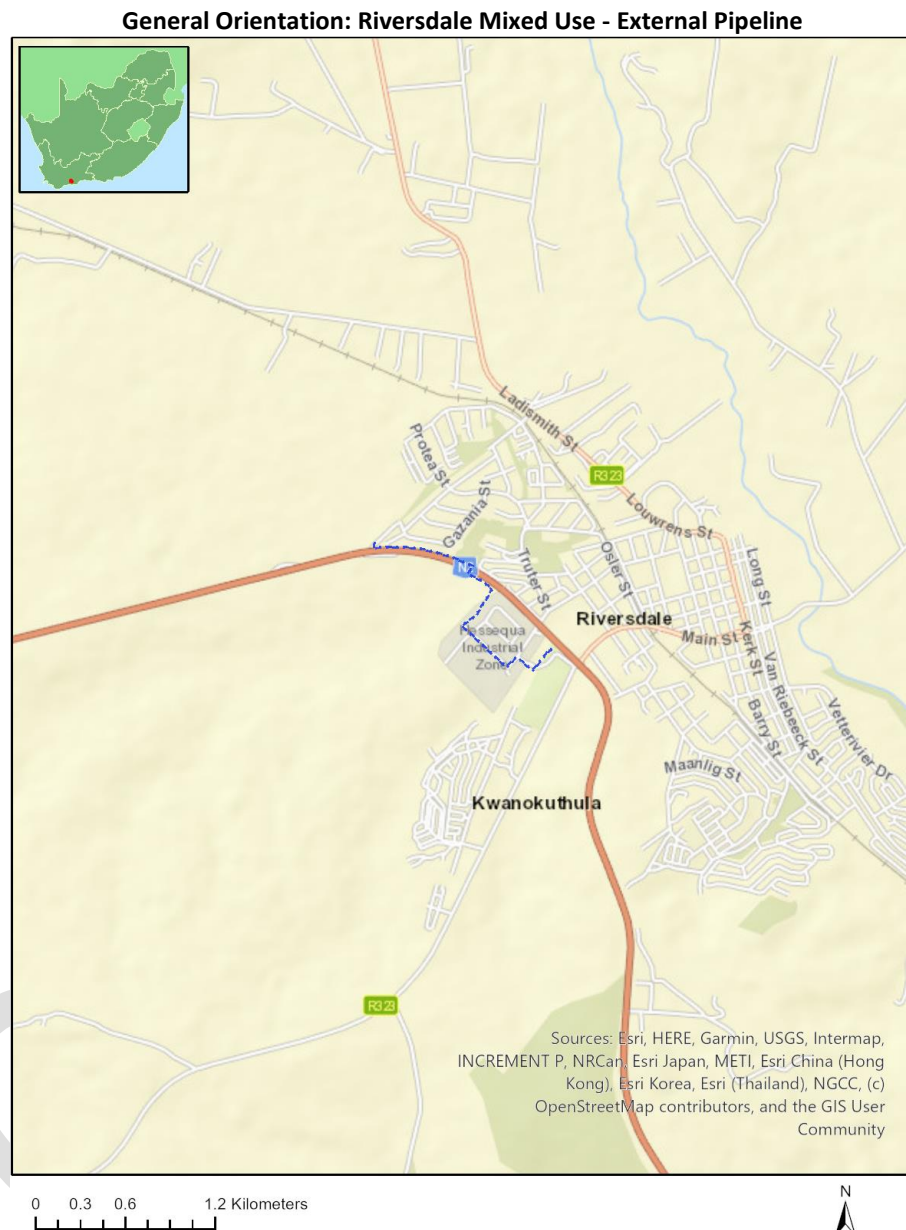 General Orientation: Riversdale Mixed Use - External Pipeline
Ladismith St
Protea St
R323
Gazania St
Louwrens St
N2
Truter St
Osler St
Long St
Riversdale
Hessequa
Industrial
Zone
Main St
Kerk St
Van Riebeeck St
Barry St
Vetterivier Dr
Maanlig St
Kwanokuthula
R323
Sources: Esri, HERE, Garmin, USGS, Intermap,
INCREMENT P, NRCan, Esri Japan, METI, Esri China (Hong
Kong), Esri Korea, Esri (Thailand), NGCC, (c)
OpenStreetMap contributors, and the GIS User
Community
0 0.3 0.6 1.2 Kilometers
N